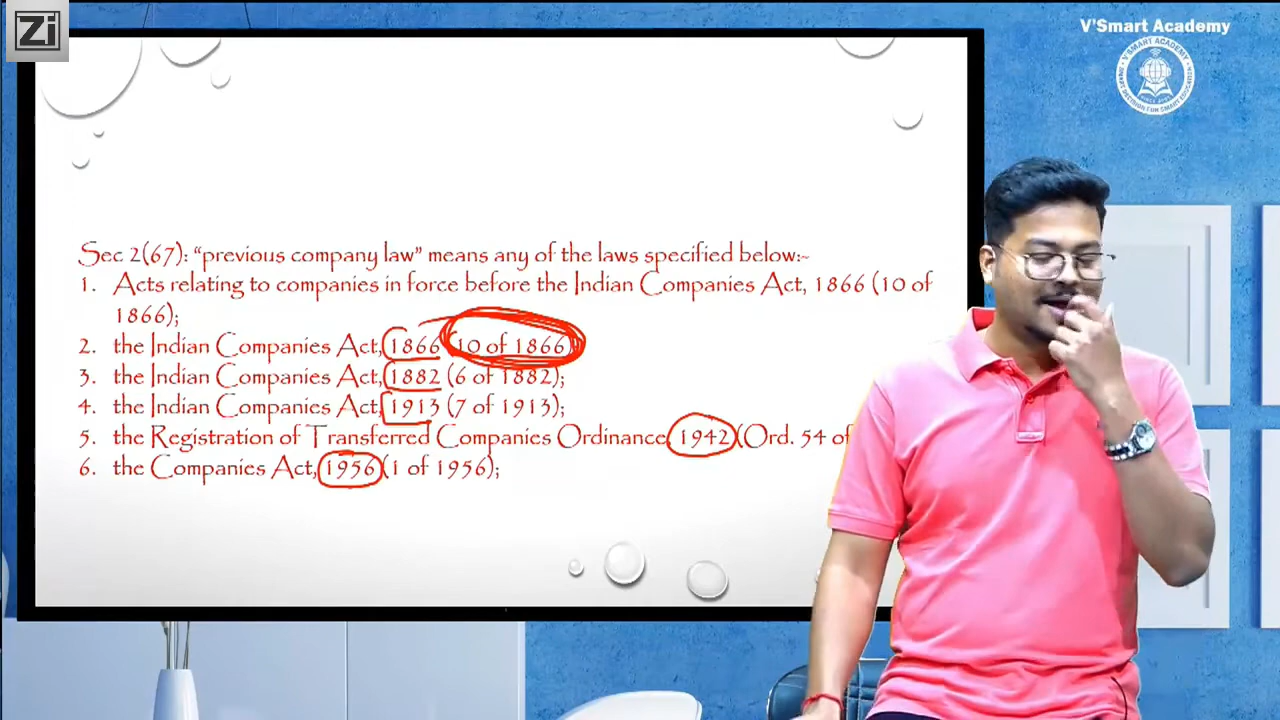 Zi
V'Smart Academy
V SMART ACADEMY
Sec 2(67): “previous company law” means any of the laws specified below:-
1. Acts relating to companies in force before the Indian Companies Act, 1866 (10 of
1866);
2. the Indian Companies Act, 1866 (10 of 1866)
3. the Indian Companies Act, 1882 (6 of 1882);
4. the Indian Companies Act, 1913 (7 of 1913);
5. the Registration of Transferred Companies Ordinance, 1942 (Ord. 54 of
6. the Companies Act, 1956 (1 of 1956);